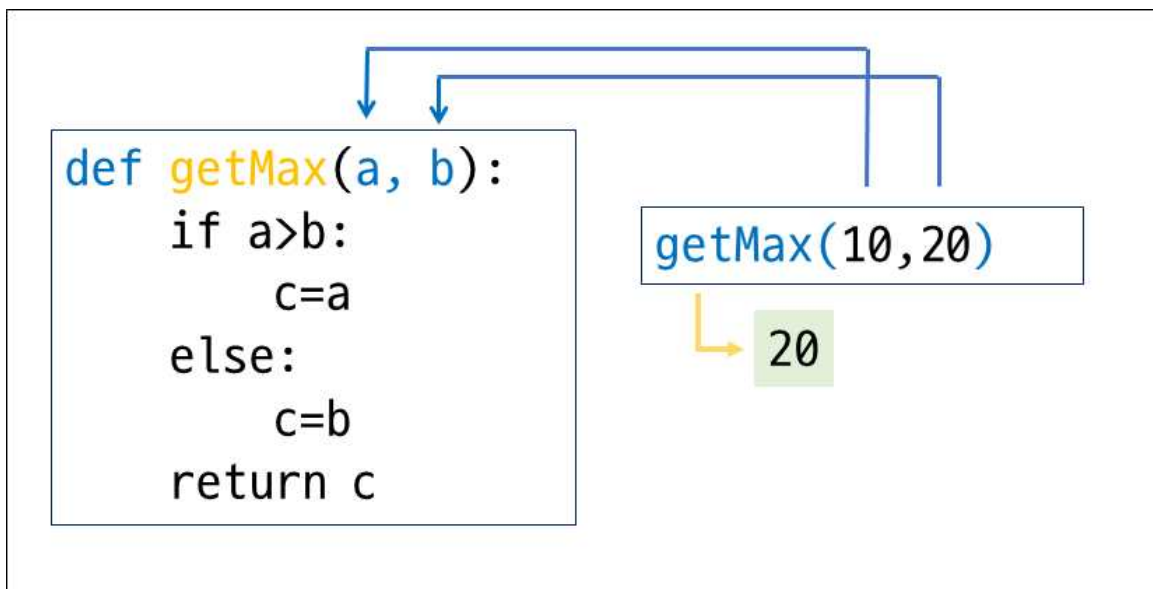 def getMax(a, b):
    if a>b:
        c=a
    else:
        c=b
    return c
getMax(10,20)
20